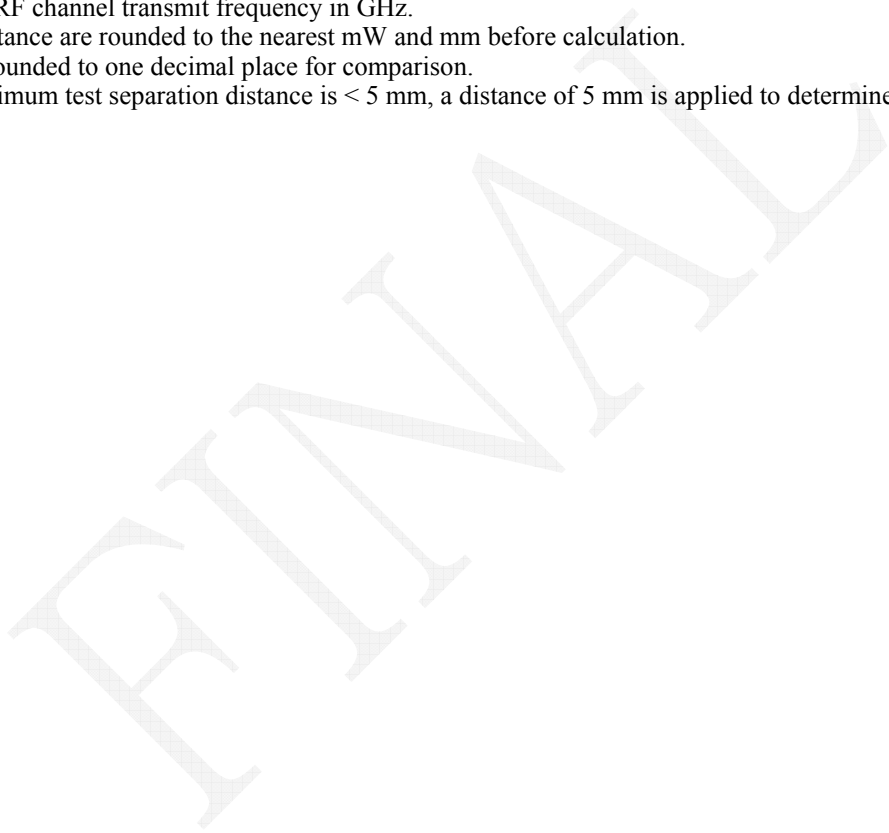 RF channel transmit frequency in GHz.
tance are rounded to the nearest mW and mm before calculation.
ounded to one decimal place for comparison.
imum test separation distance is < 5 mm, a distance of 5 mm is applied to determine
FINAL